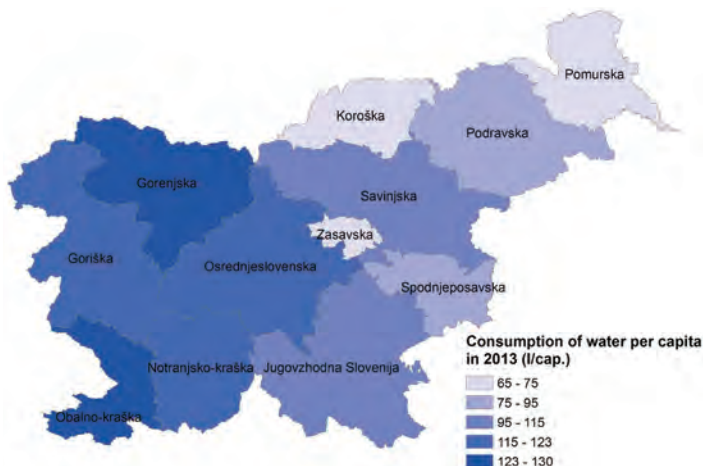 Pomurska
Koroška
Podravska
Gorenjska
Savinjska
Zasavska
Goriška
Osrednjeslovenska
Spodnjeposavska
Notranjsko-kraška
Jugovzhodna Slovenija
Obalno-kraška
Consumption of water per capita
in 2013 (l/cap.)
65 - 75
75 - 95
95 - 115
115 - 123
123 - 130